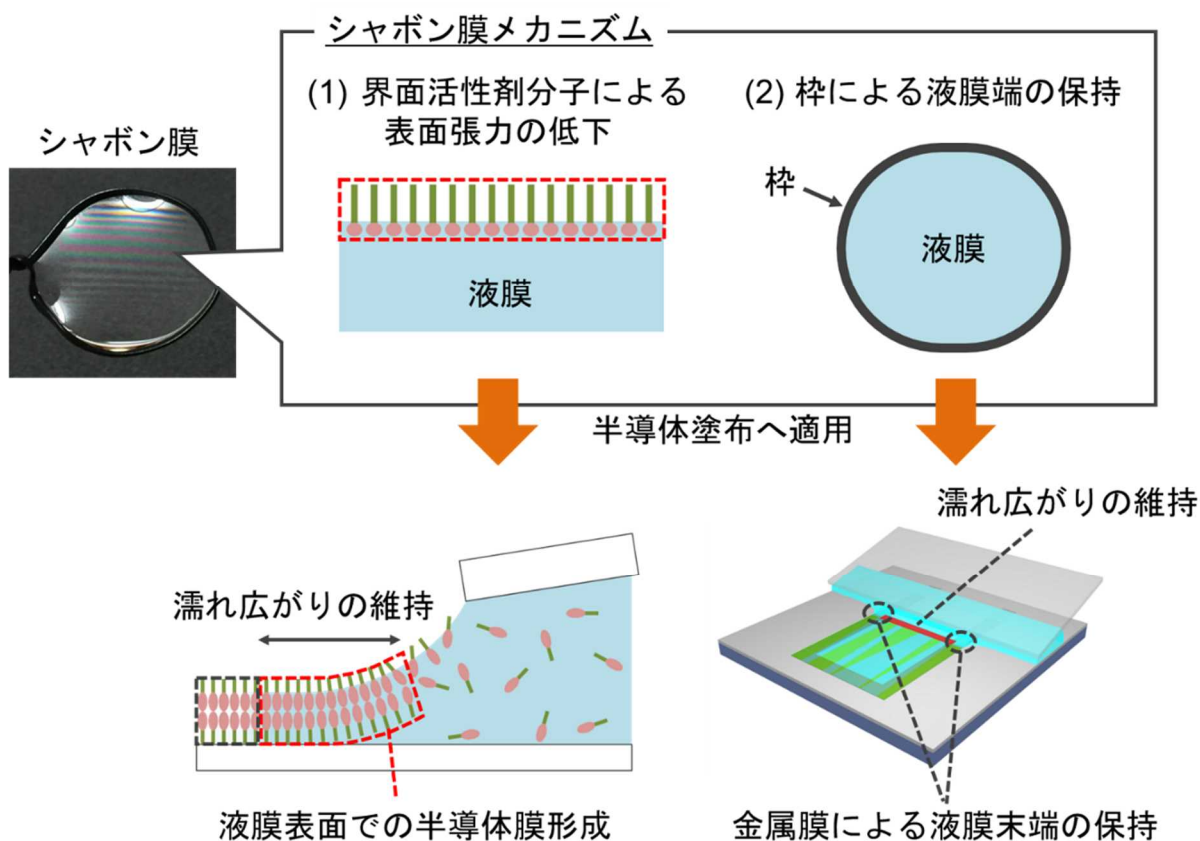 シャボン膜メカニズム
(1) 界面活性剤分子による
表面張力の低下
(2) 枠による液膜端の保持
シャボン膜
枠
液膜
液膜
半導体塗布へ適用
濡れ広がりの維持
濡れ広がりの維持
液膜表面での半導体膜形成
金属膜による液膜末端の保持